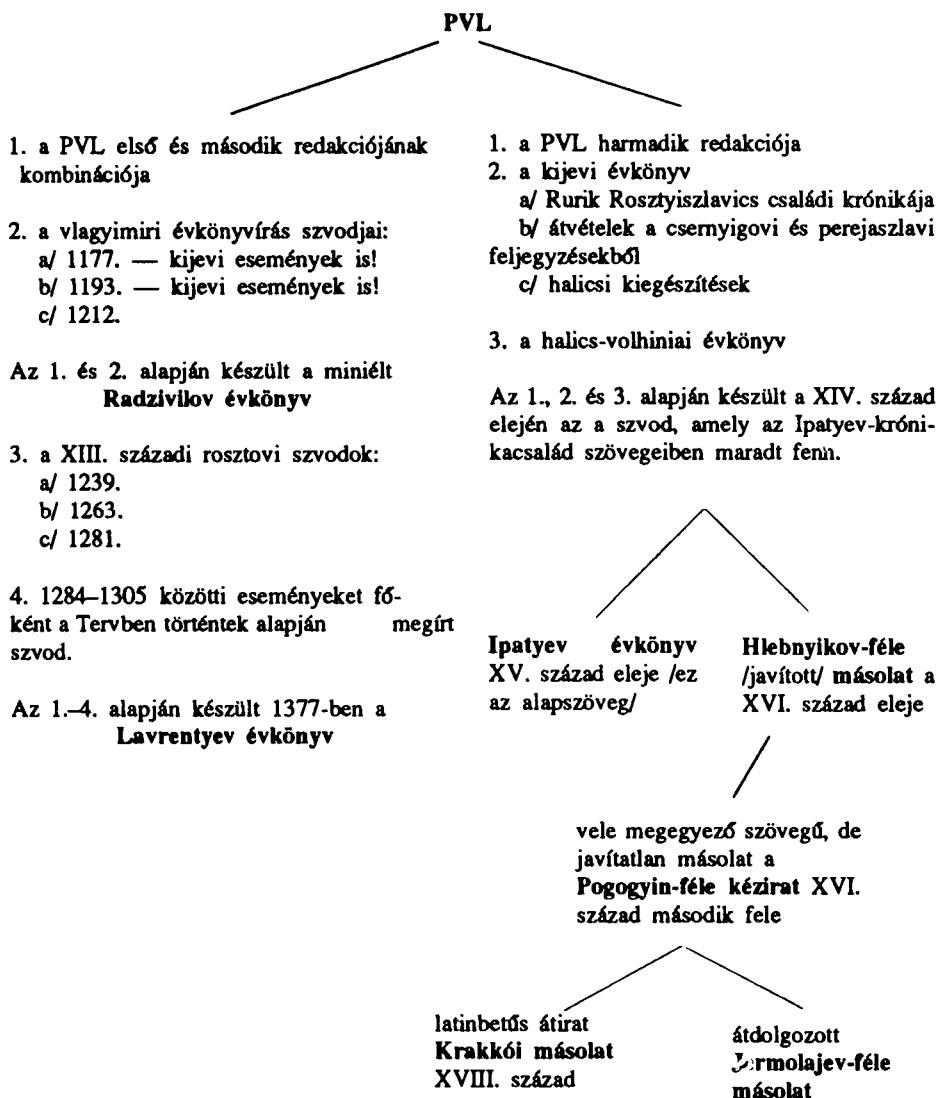 PVL
1. a PVL első és második redakciójának
kombinációja
2. a vlagyimiri évkönyvírás szvodjai:
a/ 1177. — kijevi események is!
b/ 1193. — kijevi események is!
c/ 1212.
Az 1. és 2. alapján készült a miniélt
Radzivilov évkönyv
3. a XIII. századi rosztovi szvodok:
a/ 1239.
b/ 1263.
c/ 1281.
4. 1284–1305 közötti eseményeket fő-
ként a Tervben történtek alapján megírt
szvod.
Az 1.–4. alapján készült 1377-ben a
Lavrentyev évkönyv
1. a PVL harmadik redakciója
2. a kijevi évkönyv
a/ Rurik Rosztyiszlavics családi krónikája
b/ átvételek a csernyigovi és perejaszlavi
feljegyzésekből
c/ halicsi kiegészítések
3. a halics-volhiniai évkönyv
Az 1., 2. és 3. alapján készült a XIV. század
elején az a szvod, amely az Ipatyev-króni-
kacsalád szövegeiben maradt fenn.
Ipatyev évkönyv
XV. század eleje /ez
az alapszöveg/
Hlebnyikov-féle
/javított/ másolat a
XVI. század eleje
vele megegyező szövegű, de
javítatlan másolat a
Pogogyin-féle kézirat XVI.
század második fele
latinbetűs átirat
Krakkói másolat
XVIII. század
átdolgozott
Jermolajev-féle
másolat